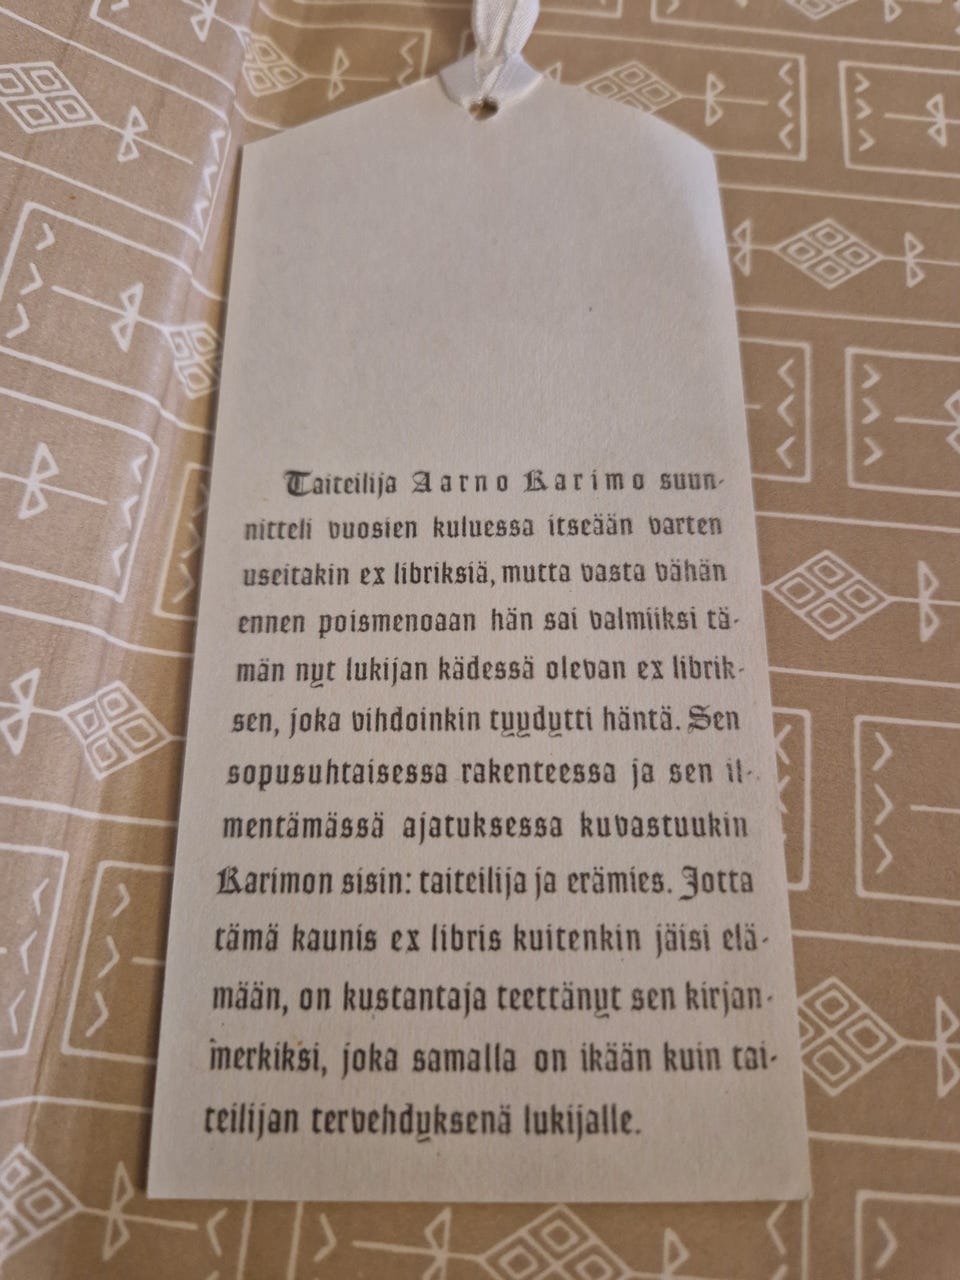 Taiteilija Aarno Karimo suun-
nitteli vuosien kuluessa itseään varten
useitakin ex libriksiä, mutta vasta vähän
ennen poismenoaan hän sai valmiiksi tä-
män nyt lukijan kädessä olevan ex librik-
sen, joka vihdoinkin tyydytti häntä. Sen
sopusuhtaisessa rakenteessa ja sen il-
mentämässä ajatuksessa kuvastuukin
Karimon sisin: taiteilija ja erämies. Jotta
tämä kaunis ex libris kuitenkin jäisi elä-
mään, on kustantaja teettänyt sen kirjan-
merkiksi, joka samalla on ikään kuin tai-
teilijan tervehdyksenä lukijalle.